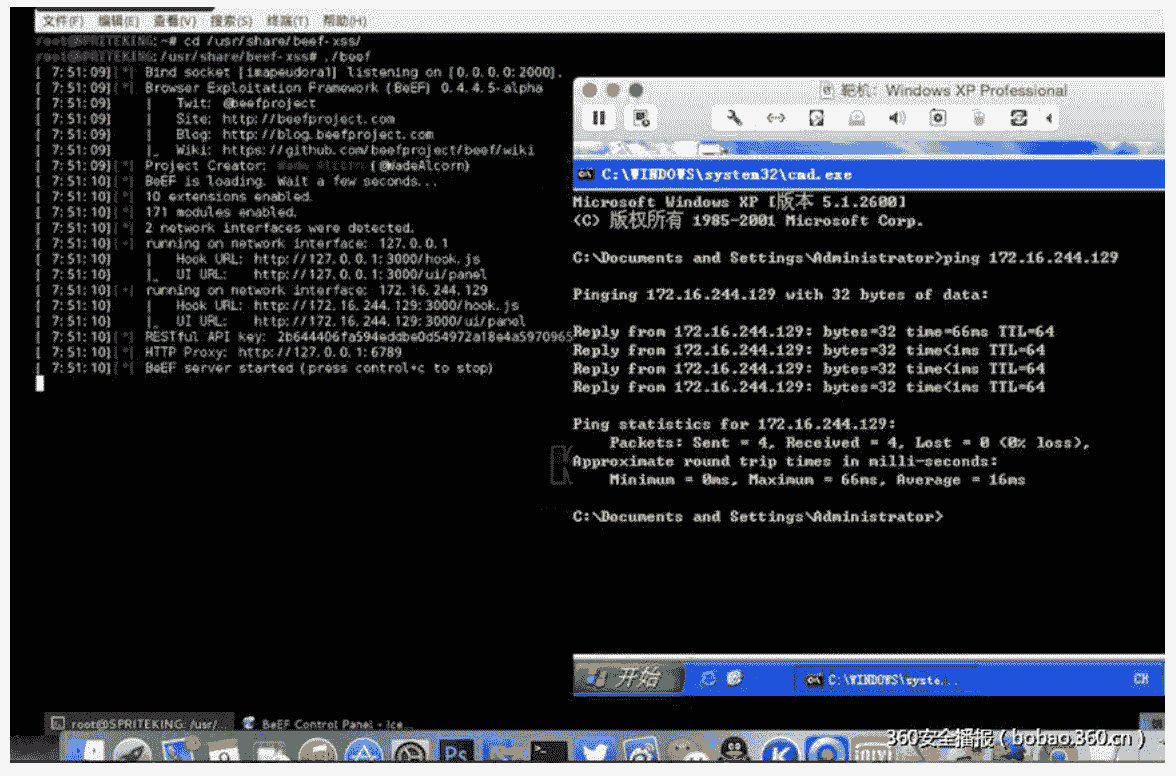 文件(F) 编辑(E) 查看(V) 搜索(S) 终端(T) 帮助(H)
root@SPRITEKING:~# cd /usr/share/beef-xss/
root@SPRITEKING:/usr/share/beef-xss# ./beef
[ 7:51:09][*] Bind socket [imapeudora1] listening on [0.0.0.0:2000].
[ 7:51:09][*] Browser Exploitation Framework (BeEF) 0.4.4.5-alpha
[ 7:51:09]    |   Twit: @beefproject
[ 7:51:09]    |   Site: http://beefproject.com
[ 7:51:09]    |   Blog: http://blog.beefproject.com
[ 7:51:09]    |_  Wiki: https://github.com/beefproject/beef/wiki
[ 7:51:09][*] Project Creator: Wade Alcorn (@WadeAlcorn)
[ 7:51:10][*] BeEF is loading. Wait a few seconds...
[ 7:51:10][*] 10 extensions enabled.
[ 7:51:10][*] 171 modules enabled.
[ 7:51:10][*] 2 network interfaces were detected.
[ 7:51:10][+] running on network interface: 127.0.0.1
[ 7:51:10]    |   Hook URL: http://127.0.0.1:3000/hook.js
[ 7:51:10]    |_  UI URL:   http://127.0.0.1:3000/ui/panel
[ 7:51:10][+] running on network interface: 172.16.244.129
[ 7:51:10]    |   Hook URL: http://172.16.244.129:3000/hook.js
[ 7:51:10]    |_  UI URL:   http://172.16.244.129:3000/ui/panel
[ 7:51:10][*] RESTful API key: 2b644406fa594eddbe0d54972a18e4a5970965
[ 7:51:10][*] HTTP Proxy: http://127.0.0.1:6789
[ 7:51:10][*] BeEF server started (press control+c to stop)
靶机: Windows XP Professional
C:\WINDOWS\system32\cmd.exe
Microsoft Windows XP [版本 5.1.2600]
(C) 版权所有 1985-2001 Microsoft Corp.
C:\Documents and Settings\Administrator>ping 172.16.244.129
Pinging 172.16.244.129 with 32 bytes of data:
Reply from 172.16.244.129: bytes=32 time=66ms TTL=64
Reply from 172.16.244.129: bytes=32 time<1ms TTL=64
Reply from 172.16.244.129: bytes=32 time<1ms TTL=64
Reply from 172.16.244.129: bytes=32 time<1ms TTL=64
Ping statistics for 172.16.244.129:
Packets: Sent = 4, Received = 4, Lost = 0 (0% loss),
Approximate round trip times in milli-seconds:
Minimum = 0ms, Maximum = 66ms, Average = 16ms
C:\Documents and Settings\Administrator>
开始
C:\WINDOWS\syste...
CH
root@SPRITEKING: /usr/...
BeEF Control Panel - Ice...
Ps
360安全播报(bobao.360.cn)